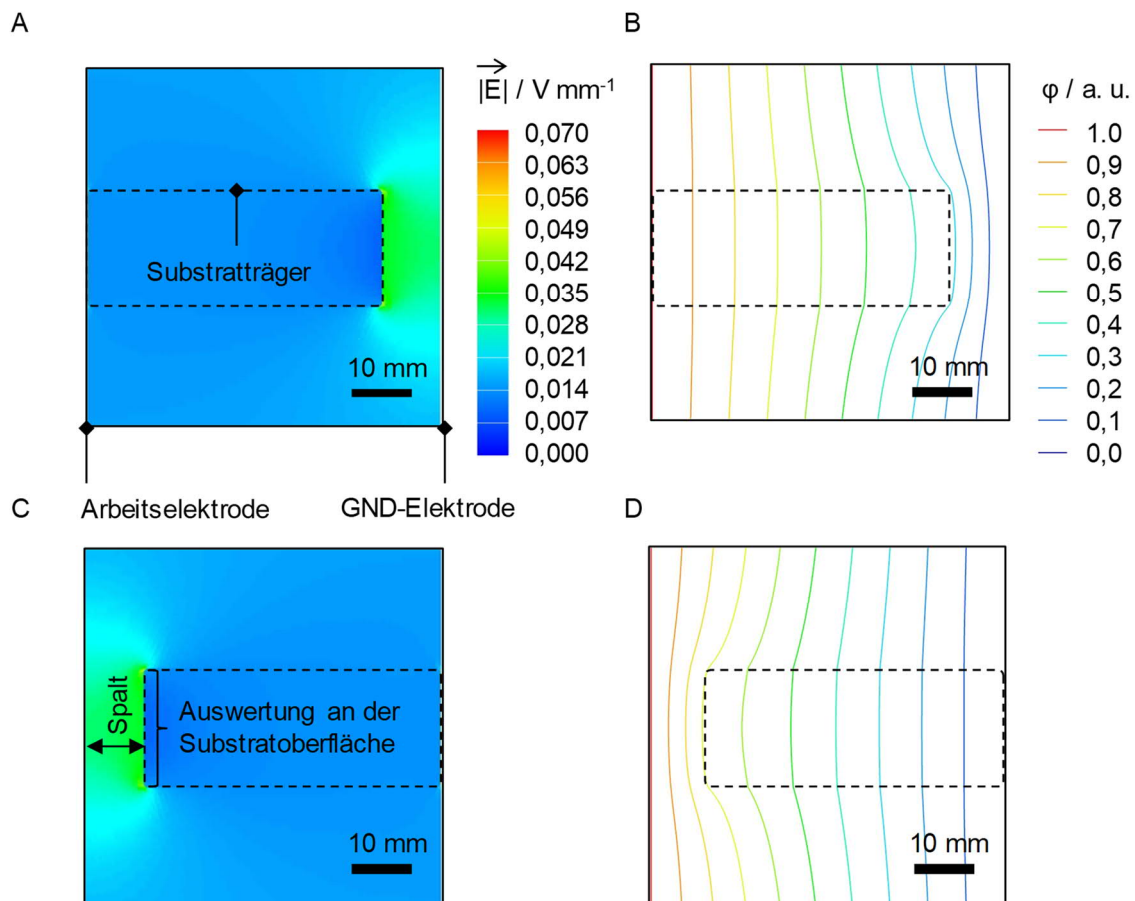 A
B
|E| / V mm-1
0,070
0,063
0,056
0,049
0,042
0,035
0,028
0,021
0,014
0,007
0,000
Substratträger
10 mm
φ / a. u.
1.0
0.9
0.8
0.7
0.6
0.5
0.4
0.3
0.2
0.1
0,0
10 mm
Arbeitselektrode
GND-Elektrode
C
D
Spalt
Auswertung an der
Substratoberfläche
10 mm
10 mm